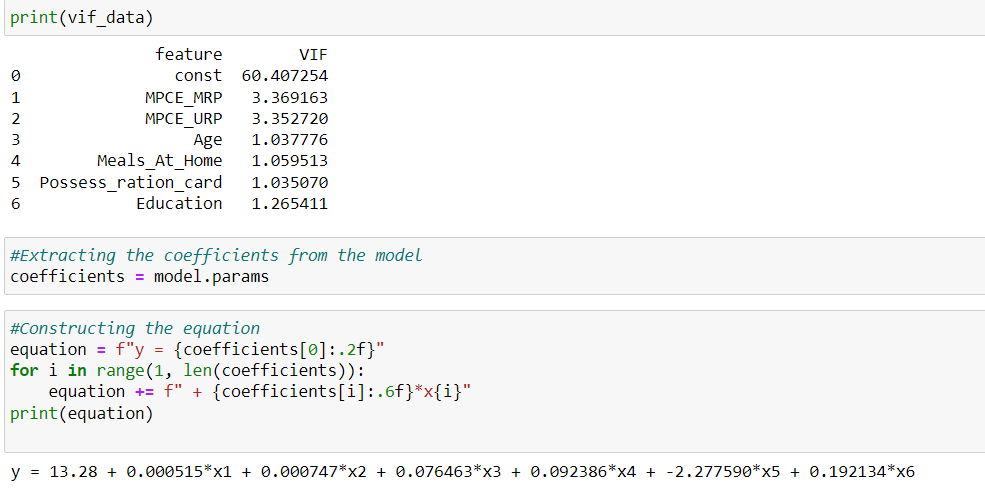 print(vif_data)
feature VIF
0 const 60.407254
1 MPCE_MRP 3.369163
2 MPCE_URP 3.352720
3 Age 1.037776
4 Meals_At_Home 1.059513
5 Possess_ration_card 1.035070
6 Education 1.265411
#Extracting the coefficients from the model
coefficients = model.params
#Constructing the equation
equation = f"y = {coefficients[0]:.2f}"
for i in range(1, len(coefficients)):
    equation += f" + {coefficients[i]:.6f}*x{i}"
print(equation)
y = 13.28 + 0.000515*x1 + 0.000747*x2 + 0.076463*x3 + 0.092386*x4 + -2.277590*x5 + 0.192134*x6